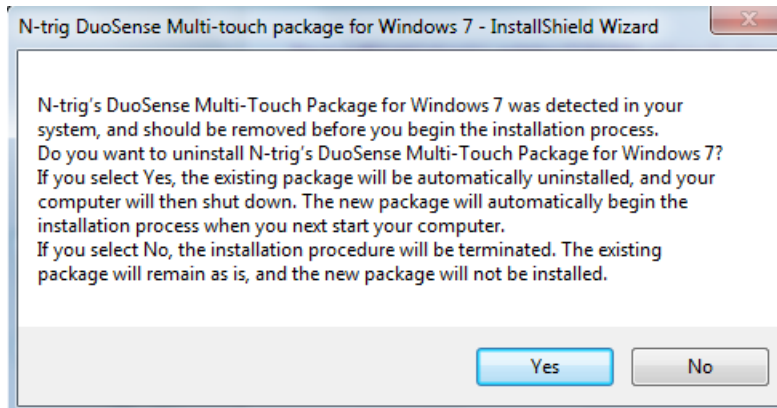 N-trig DuoSense Multi-touch package for Windows 7 - InstallShield Wizard
N-trig's DuoSense Multi-Touch Package for Windows 7 was detected in your
system, and should be removed before you begin the installation process.
Do you want to uninstall N-trig's DuoSense Multi-Touch Package for Windows 7?
If you select Yes, the existing package will be automatically uninstalled, and your
computer will then shut down. The new package will automatically begin the
installation process when you next start your computer.
If you select No, the installation procedure will be terminated. The existing
package will remain as is, and the new package will not be installed.
Yes
No